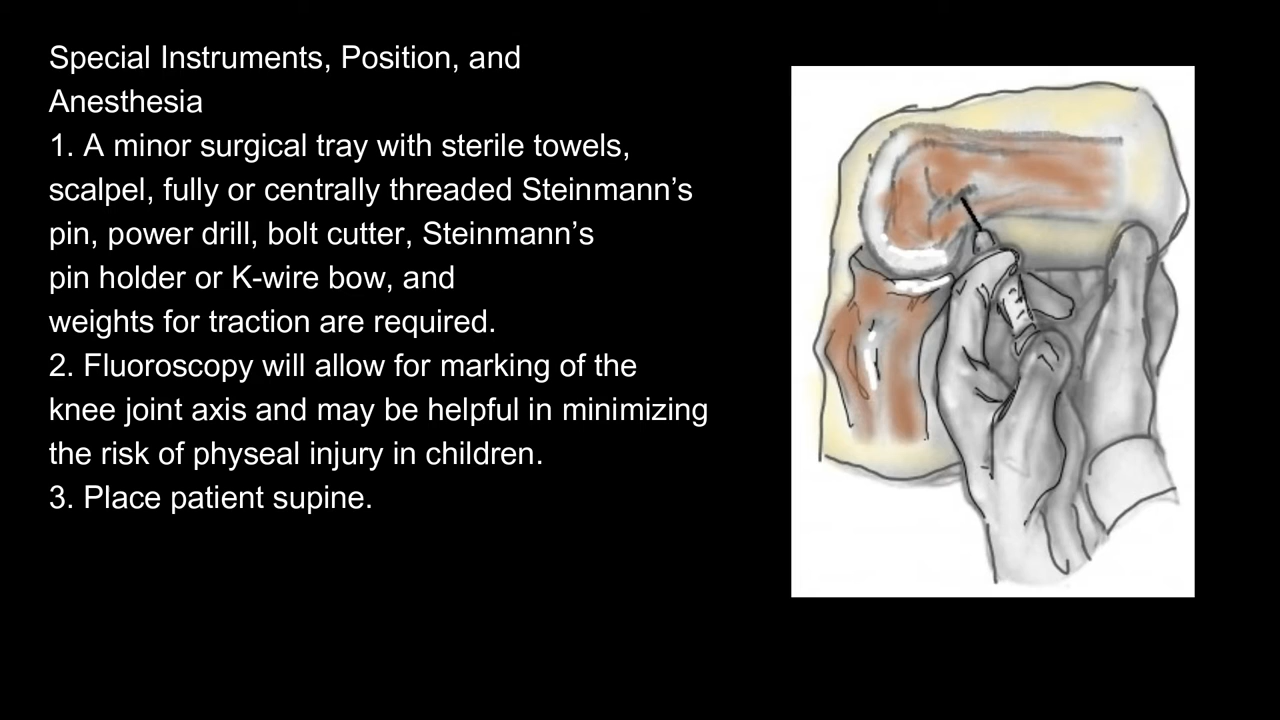 Special Instruments, Position, and
Anesthesia
1. A minor surgical tray with sterile towels,
scalpel, fully or centrally threaded Steinmann’s
pin, power drill, bolt cutter, Steinmann’s
pin holder or K-wire bow, and
weights for traction are required.
2. Fluoroscopy will allow for marking of the
knee joint axis and may be helpful in minimizing
the risk of physeal injury in children.
3. Place patient supine.